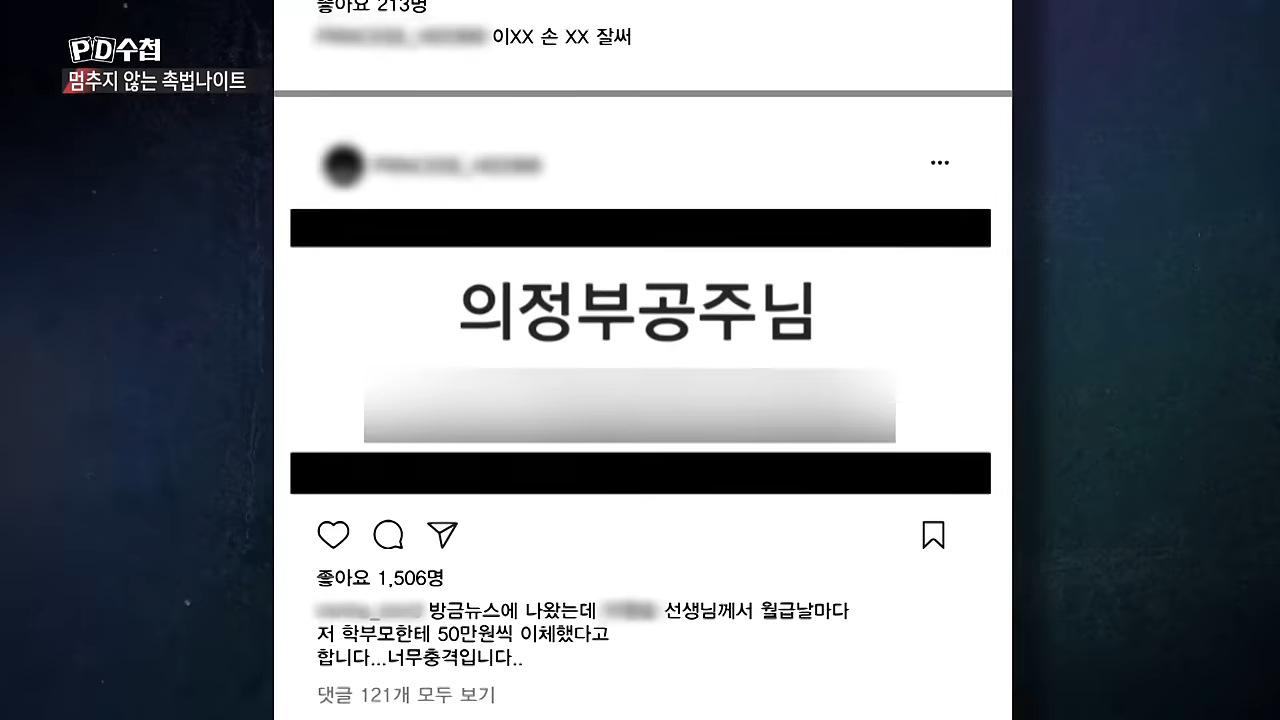 좋아요 213명
이XX 손 XX 잘써
PD수첩
멈추지 않는 촉법나이트
의정부공주님
좋아요 1,506명
방금뉴스에 나왔는데 선생님께서 월급날마다
저 학부모한테 50만원씩 이체했다고
합니다...너무충격입니다..
댓글 121개 모두 보기